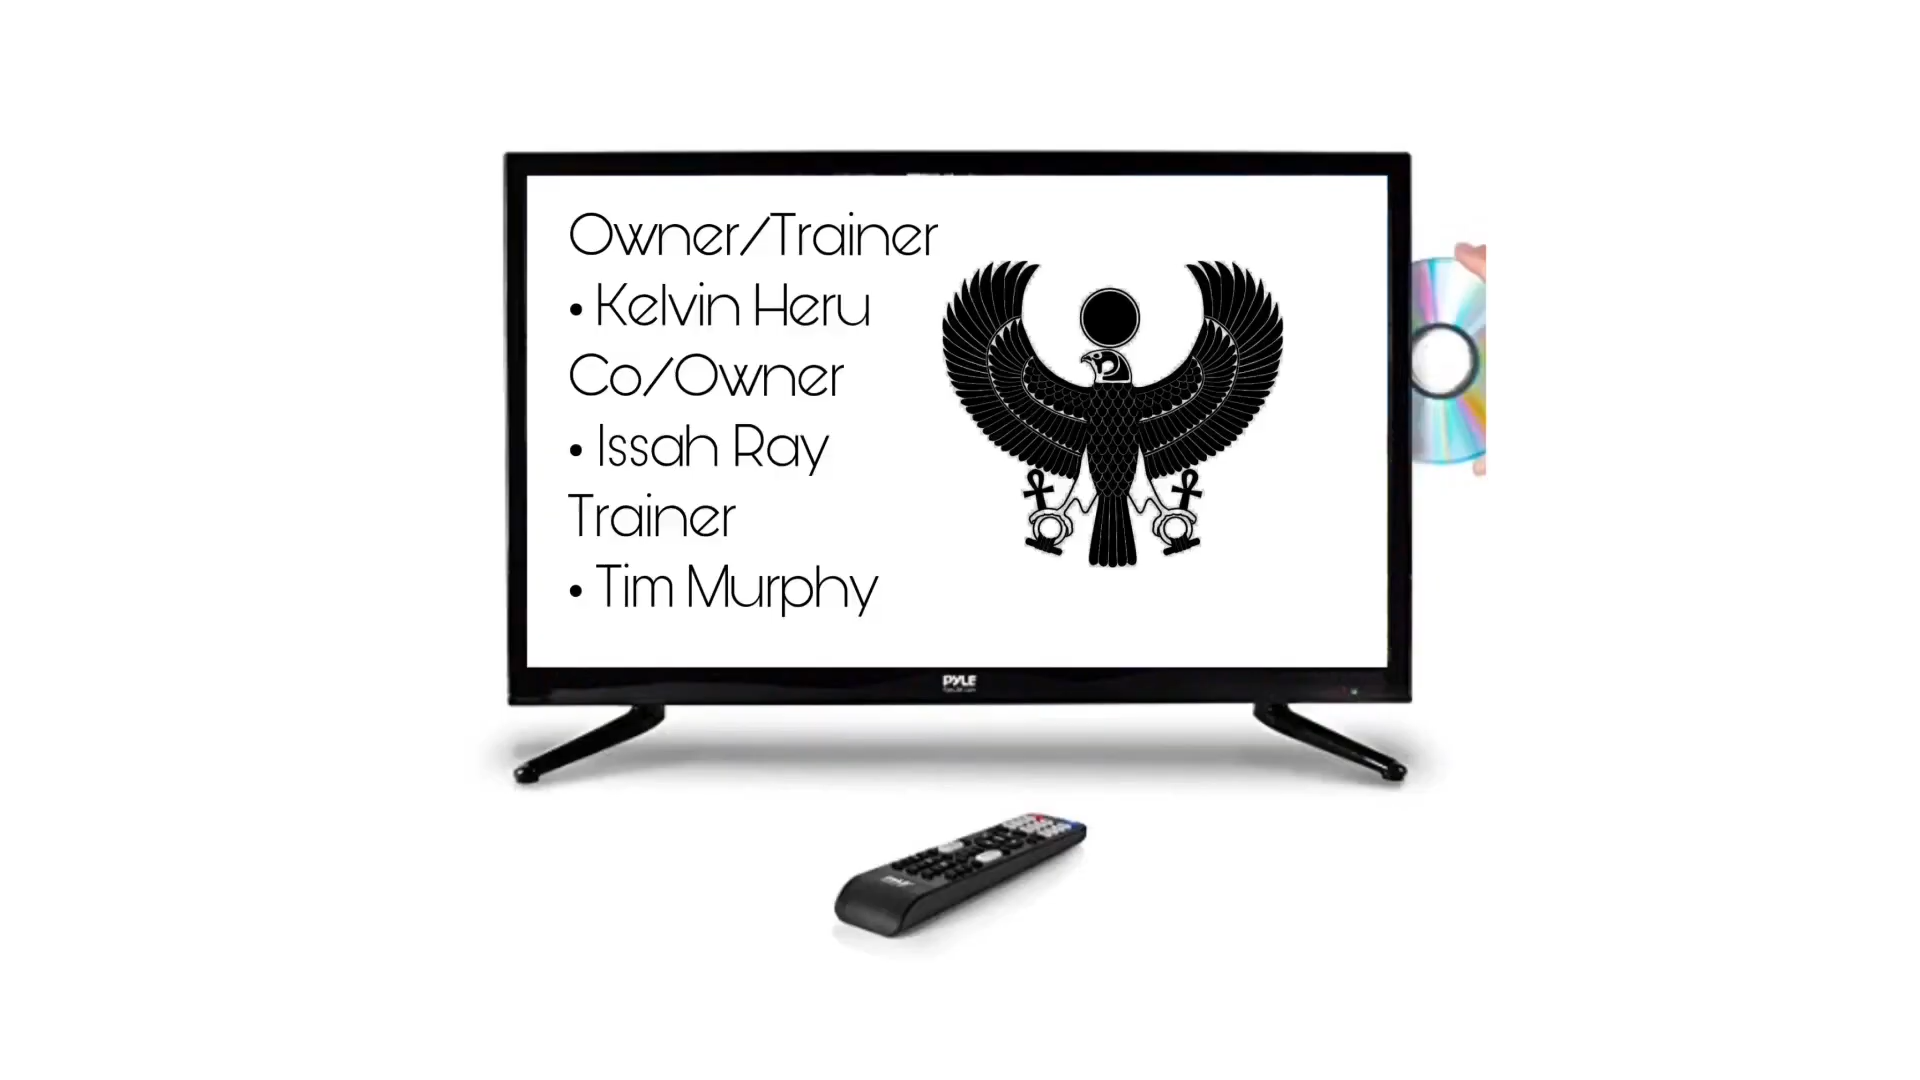 Owner/Trainer
• Kelvin Heru
Co/Owner
• Issah Ray
Trainer
• Tim Murphy
PYLE